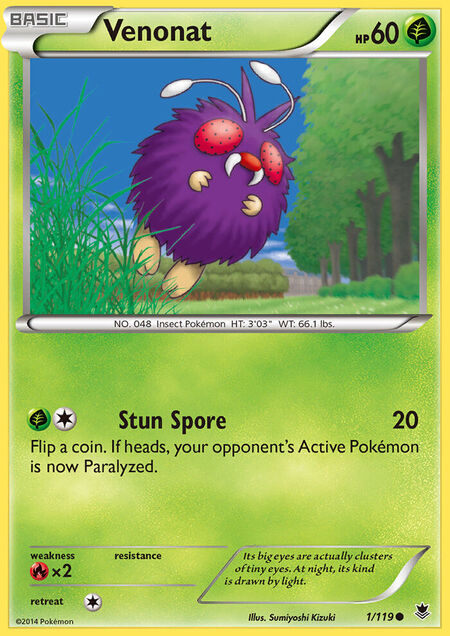 BASIC Venonat HP60
NO. 048 Insect Pokémon HT: 3'03" WT: 66.1 lbs.
Stun Spore 20
Flip a coin. If heads, your opponent's Active Pokémon
is now Paralyzed.
weakness resistance
×2
retreat
Its big eyes are actually clusters
of tiny eyes. At night, its kind
is drawn by light.
©2014 Pokémon Illus. Sumiyoshi Kizuki 1/119